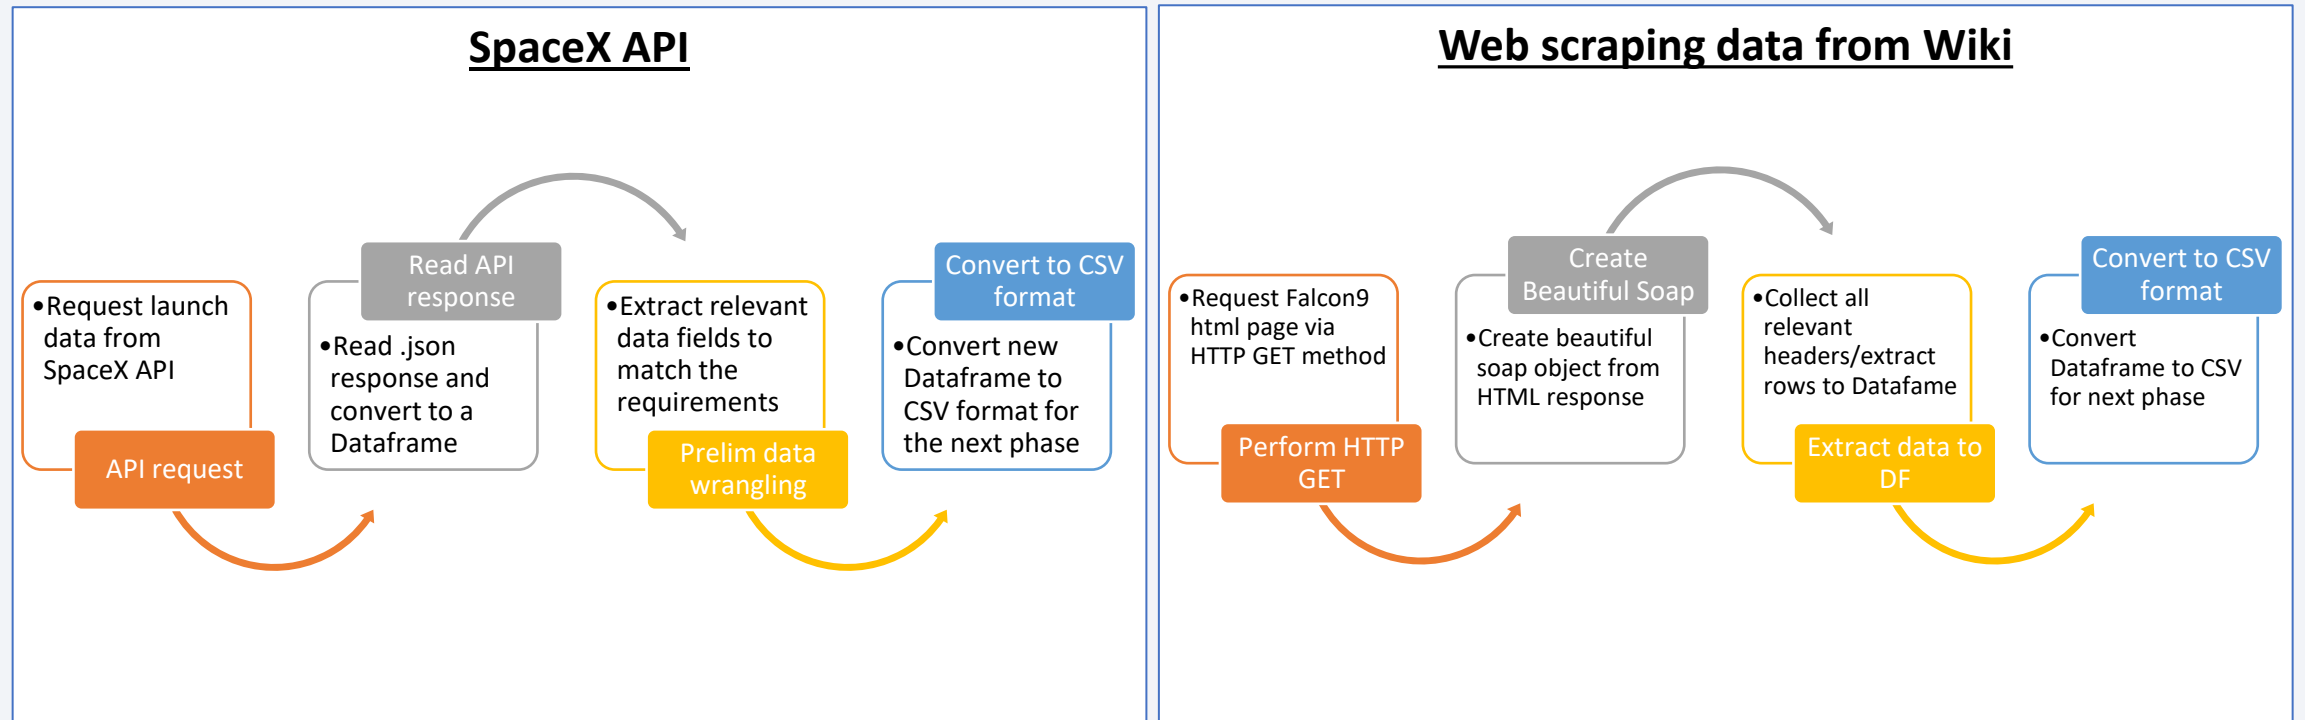 SpaceX API
•Request launch
data from
SpaceX API
API request
Read API
response
•Read .json
response and
convert to a
Dataframe
•Extract relevant
data fields to
match the
requirements
Prelim data
wrangling
Convert to CSV
format
•Convert new
Dataframe to
CSV format for
the next phase
Web scraping data from Wiki
•Request Falcon9
html page via
HTTP GET method
Perform HTTP
GET
Create
Beautiful Soap
•Create beautiful
soap object from
HTML response
•Collect all
relevant
headers/extract
rows to Datafame
Extract data to
DF
Convert to CSV
format
•Convert
Dataframe to CSV
for next phase